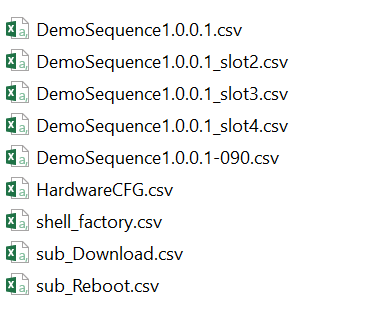 DemoSequence1.0.0.1.csv
DemoSequence1.0.0.1_slot2.csv
DemoSequence1.0.0.1_slot3.csv
DemoSequence1.0.0.1_slot4.csv
DemoSequence1.0.0.1-090.csv
HardwareCFG.csv
shell_factory.csv
sub_Download.csv
sub_Reboot.csv